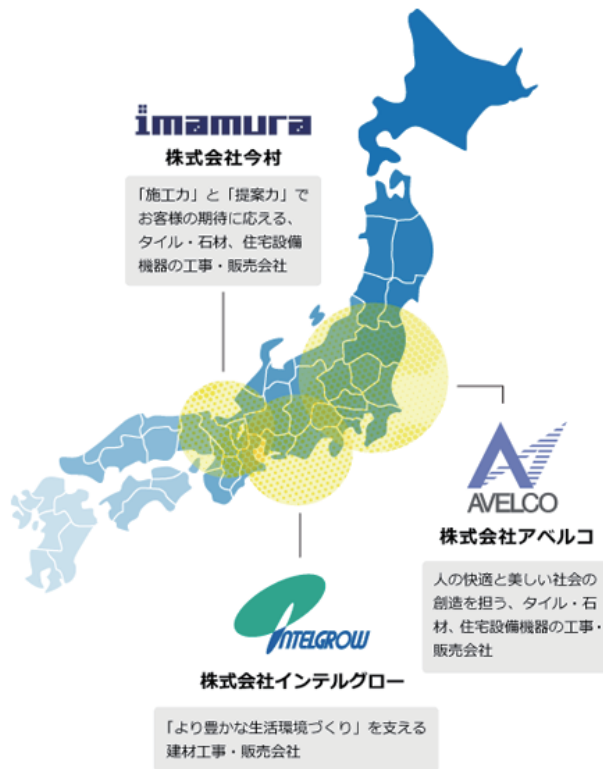 imamura
株式会社今村
「施工力」と「提案力」で
お客様の期待に応える、
タイル・石材、住宅設備
機器の工事・販売会社
AVELCO
株式会社アベルコ
人の快適と美しい社会の
創造を担う、タイル・石
材、住宅設備機器の工事・
販売会社
INTELGROW
株式会社インテルグロー
「より豊かな生活環境づくり」を支える
建材工事・販売会社